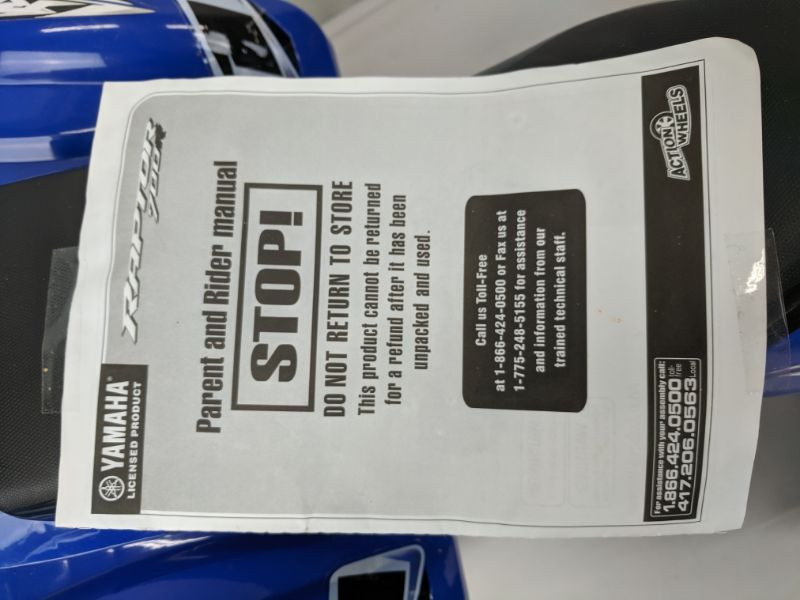 YAMAHA®
LICENSED PRODUCT
RAPTOR
700R
Parent and Rider manual
STOP!
DO NOT RETURN TO STORE
This product cannot be returned
for a refund after it has been
unpacked and used.
Call us Toll-Free
at 1-866-424-0500 or Fax us at
1-775-248-5155 for assistance
and information from our
trained technical staff.
For assistance with your assembly call:
1.866.424.0500 toll-free
417.206.0563 Local
ACTION
WHEELS